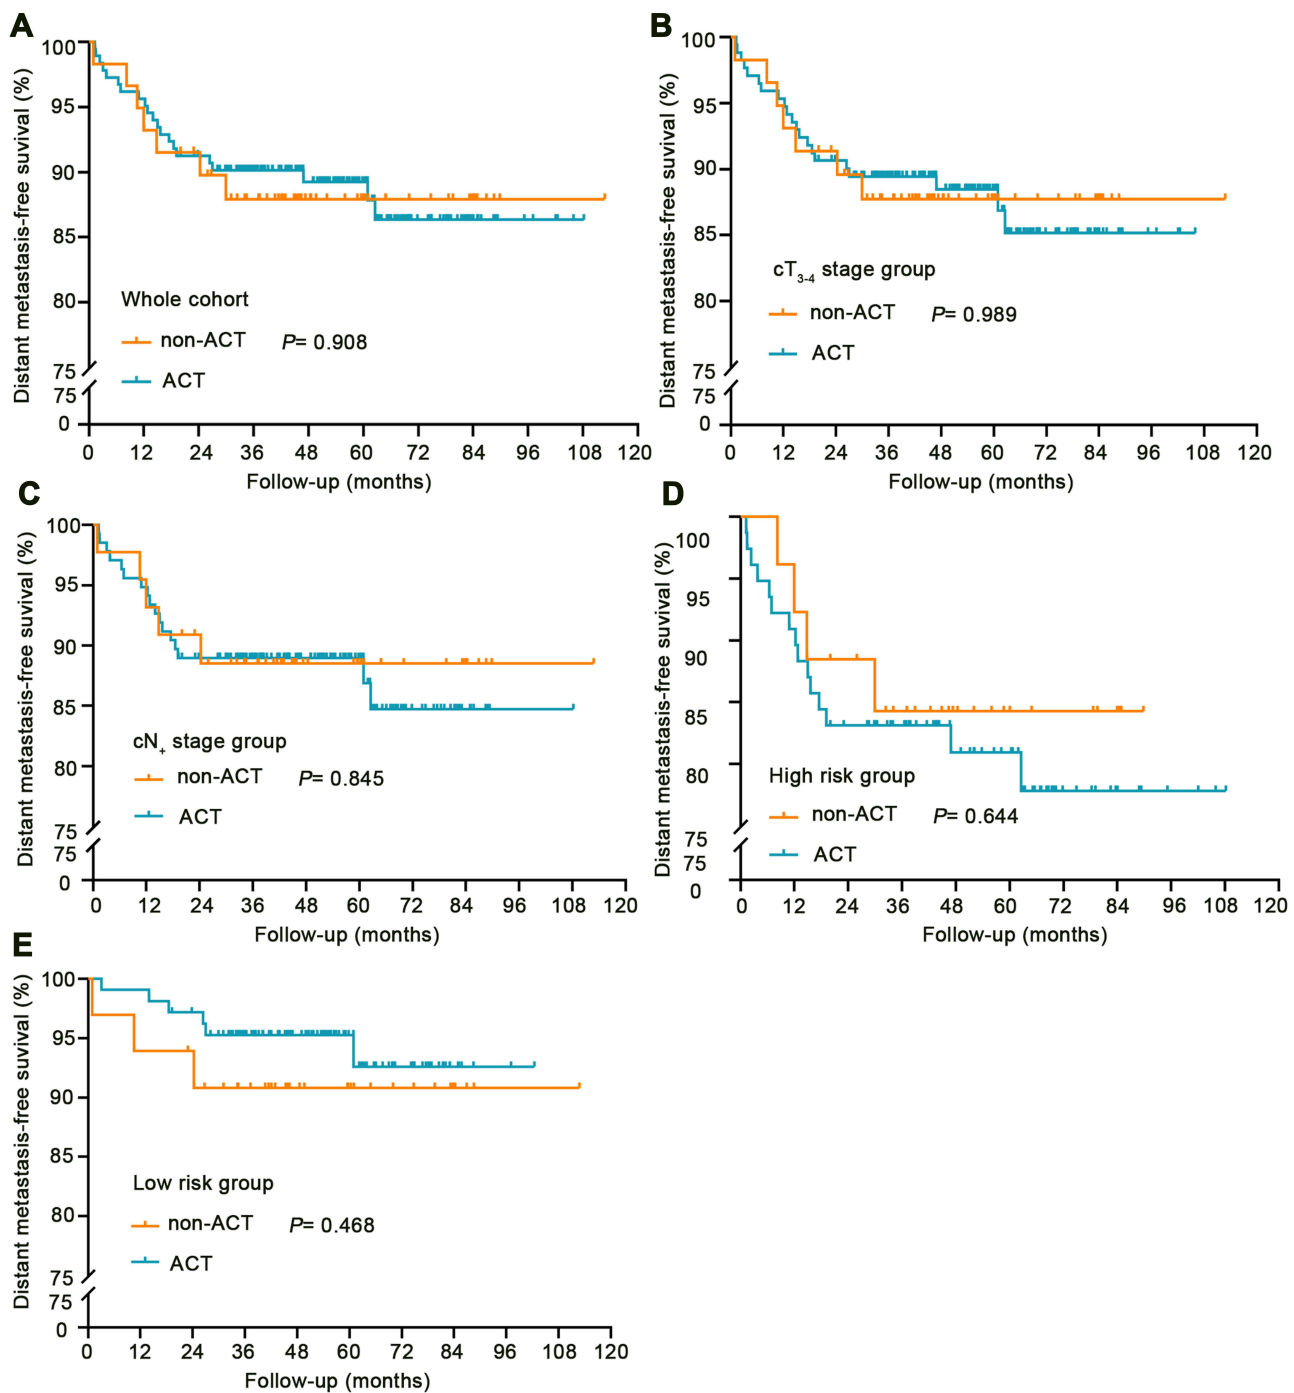 A
Distant metastasis-free suvival (%)
100
95
90
85
80
75
75
0
Whole cohort
non-ACT P= 0.908
ACT
0 12 24 36 48 60 72 84 96 108 120
Follow-up (months)
B
Distant metastasis-free suvival (%)
100
95
90
85
80
75
75
0
cT3-4 stage group
non-ACT P= 0.989
ACT
0 12 24 36 48 60 72 84 96 108 120
Follow-up (months)
C
Distant metastasis-free suvival (%)
100
95
90
85
80
75
75
0
cN+ stage group
non-ACT P= 0.845
ACT
0 12 24 36 48 60 72 84 96 108 120
Follow-up (months)
D
Distant metastasis-free suvival (%)
100
95
90
85
80
75
75
0
High risk group
non-ACT P= 0.644
ACT
0 12 24 36 48 60 72 84 96 108 120
Follow-up (months)
E
Distant metastasis-free suvival (%)
100
95
90
85
80
75
75
0
Low risk group
non-ACT P= 0.468
ACT
0 12 24 36 48 60 72 84 96 108 120
Follow-up (months)